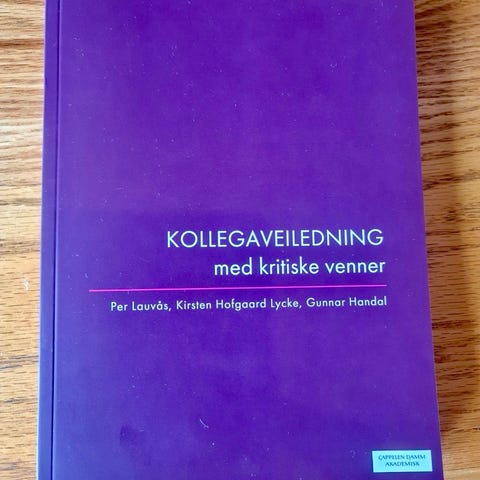 KOLLEGAVEILEDNING
med kritiske venner
Per Lauvås, Kirsten Hofgaard Lycke, Gunnar Handal
CAPPELEN DAMM
AKADEMISK